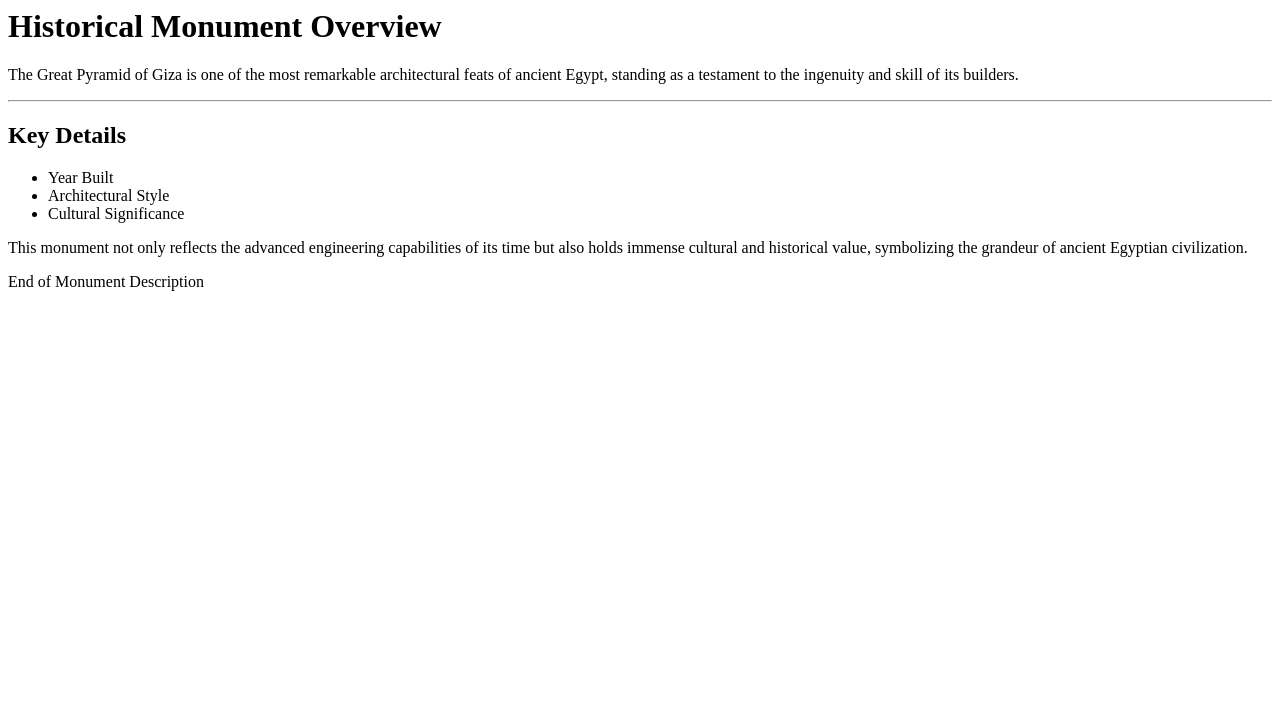 Historical Monument Overview
The Great Pyramid of Giza is one of the most remarkable architectural feats of ancient Egypt, standing as a testament to the ingenuity and skill of its builders.
Key Details
Year Built
Architectural Style
Cultural Significance
This monument not only reflects the advanced engineering capabilities of its time but also holds immense cultural and historical value, symbolizing the grandeur of ancient Egyptian civilization.
End of Monument Description